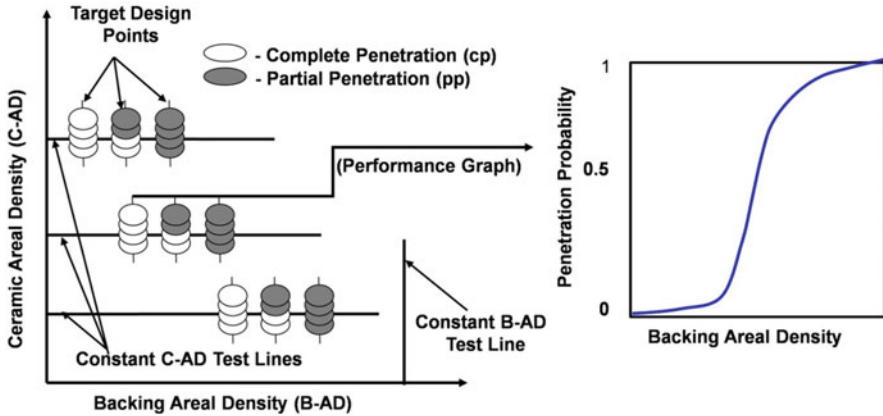 Target Design
Points
- Complete Penetration (cp)
- Partial Penetration (pp)
Ceramic Areal Density (C-AD)
(Performance Graph)
Constant B-AD
Test Line
Constant C-AD Test Lines
Backing Areal Density (B-AD)
Penetration Probability
1
0.5
0
Backing Areal Density